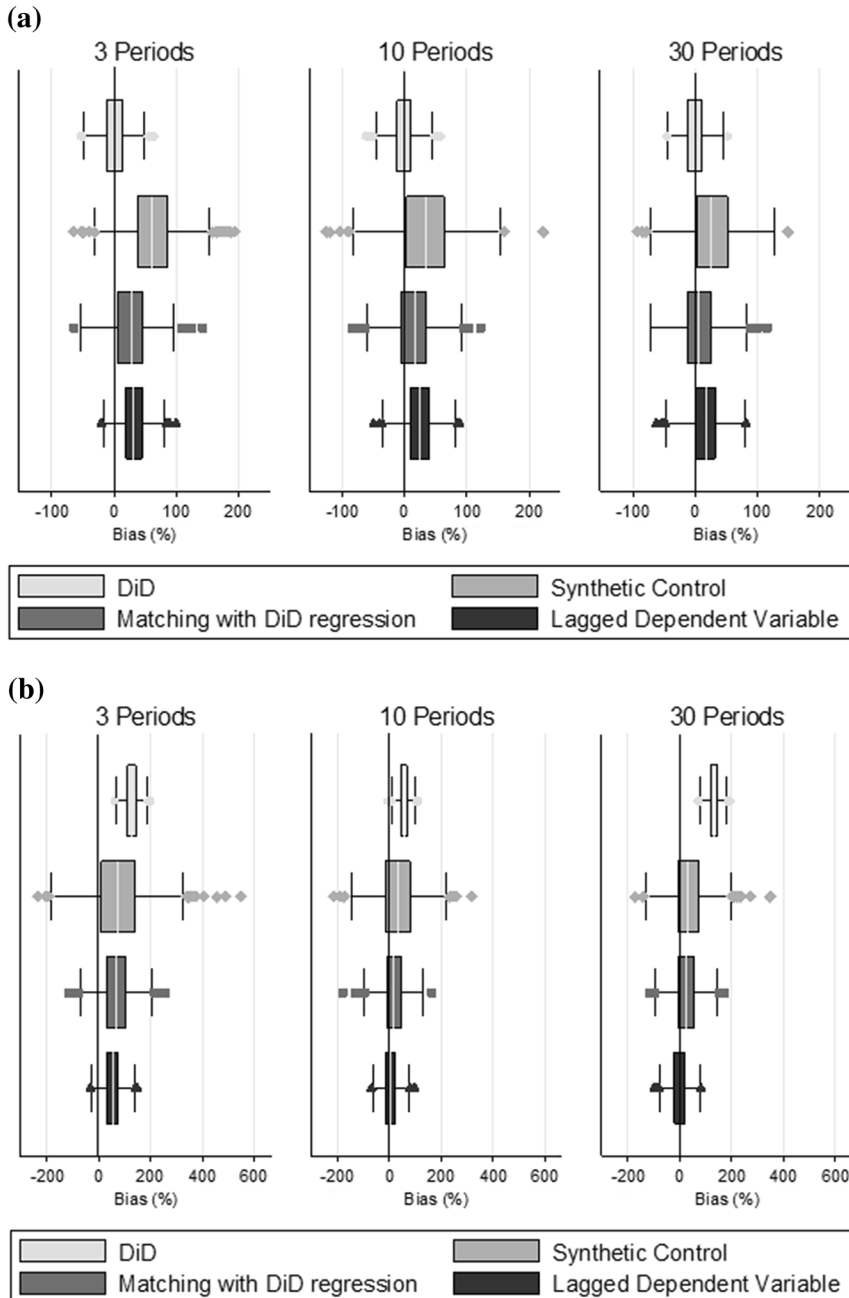 (a)
3 Periods 10 Periods 30 Periods
-100 0 100 200 -100 0 100 200 -100 0 100 200
Bias (%) Bias (%) Bias (%)
DiD Synthetic Control
Matching with DiD regression Lagged Dependent Variable
(b)
3 Periods 10 Periods 30 Periods
-200 0 200 400 600 -200 0 200 400 600 -200 0 200 400 600
Bias (%) Bias (%) Bias (%)
DiD Synthetic Control
Matching with DiD regression Lagged Dependent Variable